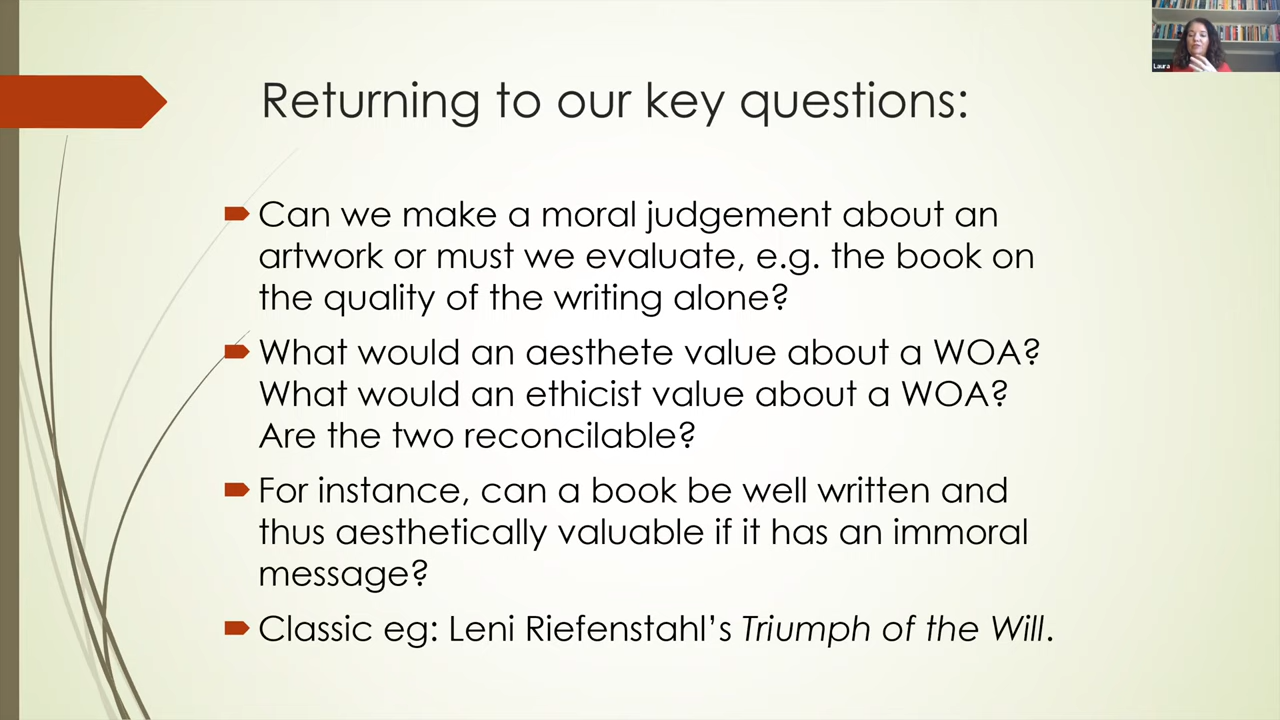 Laura
Returning to our key questions:
Can we make a moral judgement about an
artwork or must we evaluate, e.g. the book on
the quality of the writing alone?
What would an aesthete value about a WOA?
What would an ethicist value about a WOA?
Are the two reconcilable?
For instance, can a book be well written and
thus aesthetically valuable if it has an immoral
message?
Classic eg: Leni Riefenstahl’s Triumph of the Will.